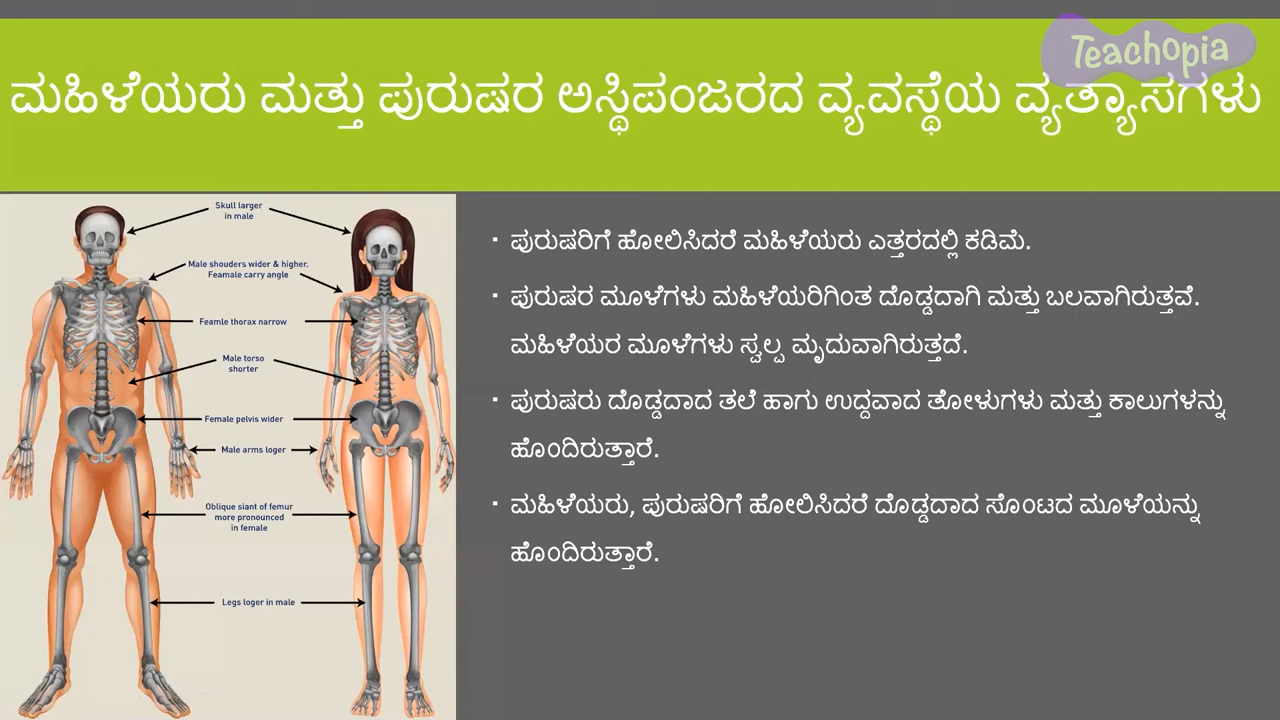 Teachopia
ಮಹಿಳೆಯರು ಮತ್ತು ಪುರುಷರ ಅಸ್ಥಿಪಂಜರದ ವ್ಯವಸ್ಥೆಯ ವ್ಯತ್ಯಾಸಗಳು
Skull larger
in male
Male shouders wider & higher.
Feamale carry angle
Feamle thorax narrow
Male torso
shorter
Female pelvis wider
Male arms loger
Oblique siant of femur
more pronounced
in female
Legs loger in male
· ಪುರುಷರಿಗೆ ಹೋಲಿಸಿದರೆ ಮಹಿಳೆಯರು ಎತ್ತರದಲ್ಲಿ ಕಡಿಮೆ.
· ಪುರುಷರ ಮೂಳೆಗಳು ಮಹಿಳೆಯರಿಗಿಂತ ದೊಡ್ಡದಾಗಿ ಮತ್ತು ಬಲವಾಗಿರುತ್ತವೆ.
ಮಹಿಳೆಯರ ಮೂಳೆಗಳು ಸ್ವಲ್ಪ ಮೃದುವಾಗಿರುತ್ತದೆ.
· ಪುರುಷರು ದೊಡ್ಡದಾದ ತಲೆ ಹಾಗು ಉದ್ದವಾದ ತೋಳುಗಳು ಮತ್ತು ಕಾಲುಗಳನ್ನು
ಹೊಂದಿರುತ್ತಾರೆ.
· ಮಹಿಳೆಯರು, ಪುರುಷರಿಗೆ ಹೋಲಿಸಿದರೆ ದೊಡ್ಡದಾದ ಸೊಂಟದ ಮೂಳೆಯನ್ನು
ಹೊಂದಿರುತ್ತಾರೆ.